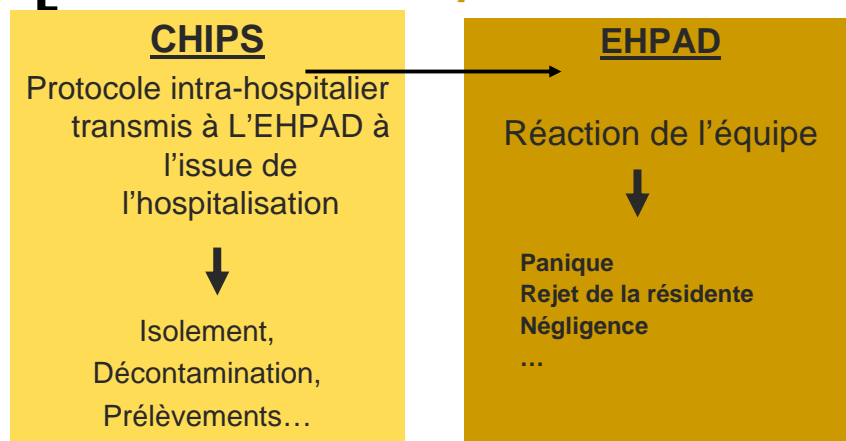 CHIPS
Protocole intra-hospitalier
transmis à L'EHPAD à
l'issue de
l'hospitalisation
Isolement,
Décontamination,
Prélèvements…
EHPAD
Réaction de l'équipe
Panique
Rejet de la résidente
Négligence
…